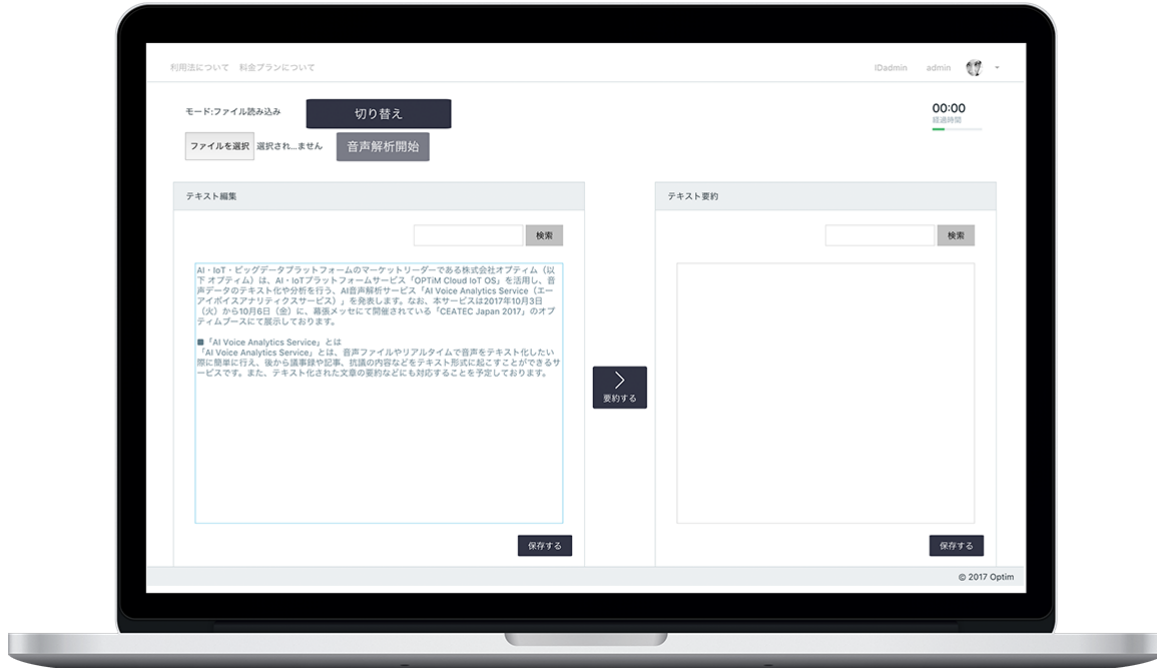 利用法について 料金プランについて IDadmin admin
モード:ファイル読み込み 切り替え 00:00
経過時間
ファイルを選択 選択され...ません 音声解析開始
テキスト編集 テキスト要約
検索 検索
AI・IoT・ビッグデータプラットフォームのマーケットリーダーである株式会社オプティム（以
下 オプティム）は、AI・IoTプラットフォームサービス「OPTiM Cloud IoT OS」を活用し、音
声データのテキスト化や分析を行う、AI音声解析サービス「AI Voice Analytics Service（エー
アイボイスアナリティクスサービス）」を発表します。なお、本サービスは2017年10月3日
（火）から10月6日（金）に、幕張メッセにて開催されている「CEATEC Japan 2017」のオプ
ティムブースにて展示しております。
■「AI Voice Analytics Service」とは
「AI Voice Analytics Service」とは、音声ファイルやリアルタイムで音声をテキスト化したい
際に簡単に行え、後から議事録や記事、抗議の内容などをテキスト形式に起こすことができるサ
ービスです。また、テキスト化された文章の要約などにも対応することを予定しております。
要約する
保存する 保存する
© 2017 Optim